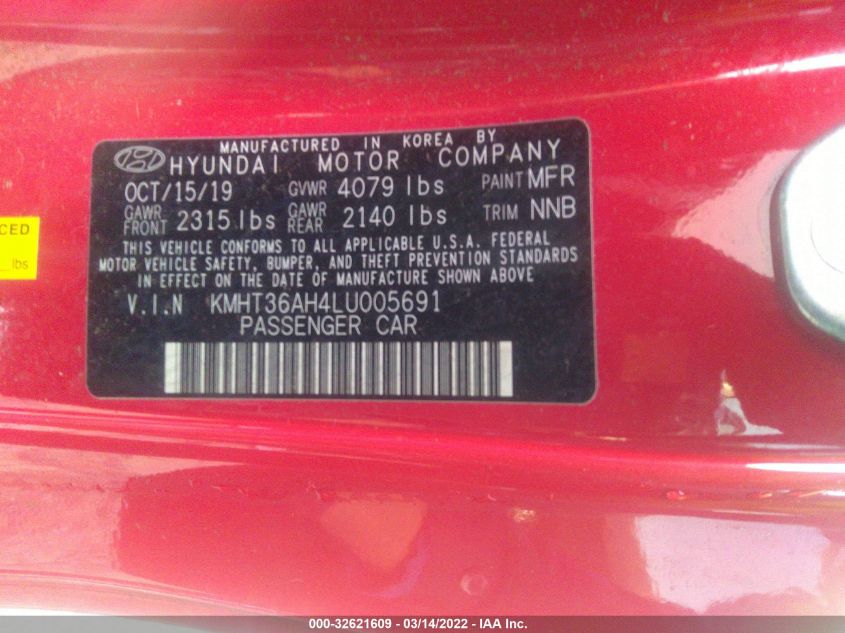 MANUFACTURED IN KOREA BY
HYUNDAI MOTOR COMPANY
OCT/15/19 GVWR 4079 lbs PAINT MFR
GAWR FRONT 2315 lbs GAWR REAR 2140 lbs TRIM NNB
THIS VEHICLE CONFORMS TO ALL APPLICABLE U.S.A. FEDERAL
MOTOR VEHICLE SAFETY, BUMPER, AND THEFT PREVENTION STANDARDS
IN EFFECT ON THE DATE OF MANUFACTURE SHOWN ABOVE
V.I.N KMHT36AH4LU005691
PASSENGER CAR
CED
lbs
000-32621609 - 03/14/2022 - IAA Inc.